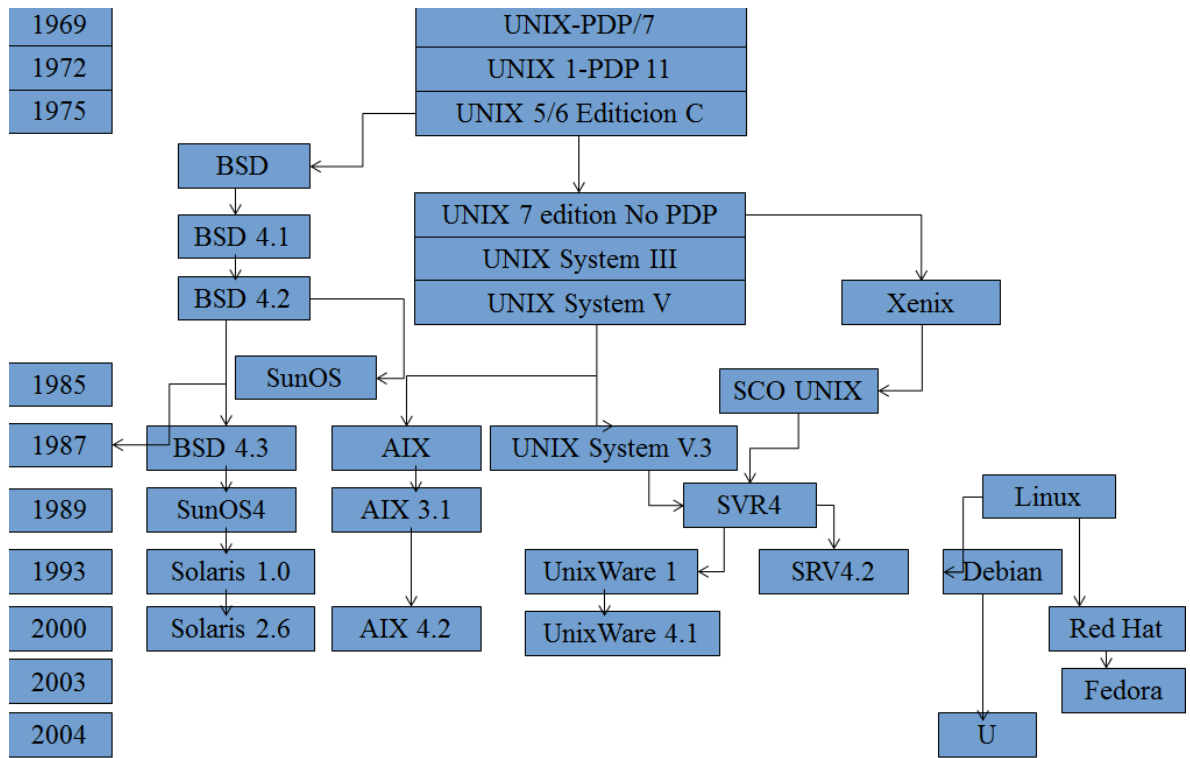 1969
UNIX-PDP/7
1972
UNIX 1-PDP 11
1975
UNIX 5/6 Editicion C
BSD
UNIX 7 edition No PDP
BSD 4.1
UNIX System III
BSD 4.2
UNIX System V
Xenix
1985
SunOS
SCO UNIX
1987
BSD 4.3
AIX
UNIX System V.3
1989
SunOS4
AIX 3.1
SVR4
Linux
1993
Solaris 1.0
UnixWare 1
SRV4.2
Debian
2000
Solaris 2.6
AIX 4.2
UnixWare 4.1
Red Hat
2003
Fedora
2004
U